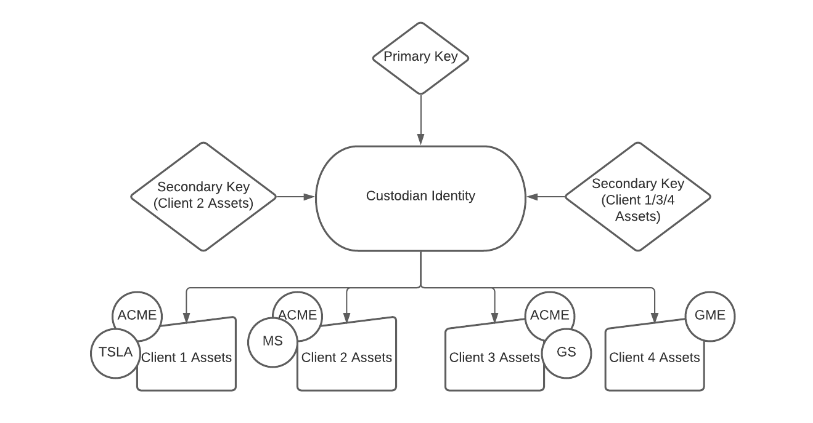 Primary Key
Secondary Key
(Client 2 Assets)
Custodian Identity
Secondary Key
(Client 1/3/4
Assets)
ACME
TSLA
Client 1 Assets
ACME
MS
Client 2 Assets
ACME
GS
Client 3 Assets
GME
Client 4 Assets